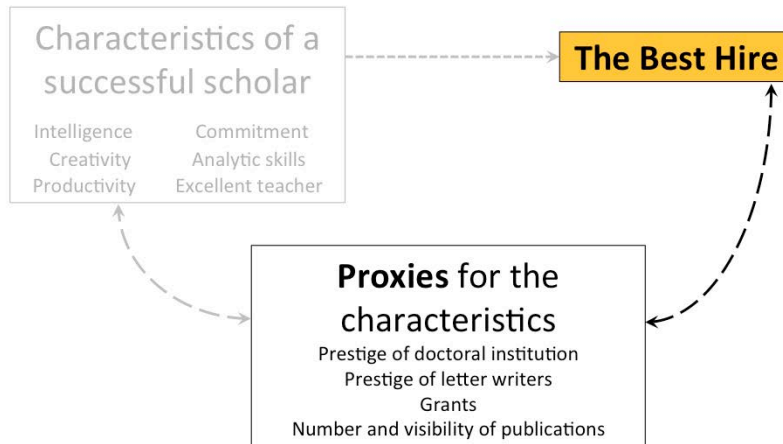 Characteristics of a
successful scholar
Intelligence Commitment
Creativity Analytic skills
Productivity Excellent teacher
The Best Hire
Proxies for the
characteristics
Prestige of doctoral institution
Prestige of letter writers
Grants
Number and visibility of publications